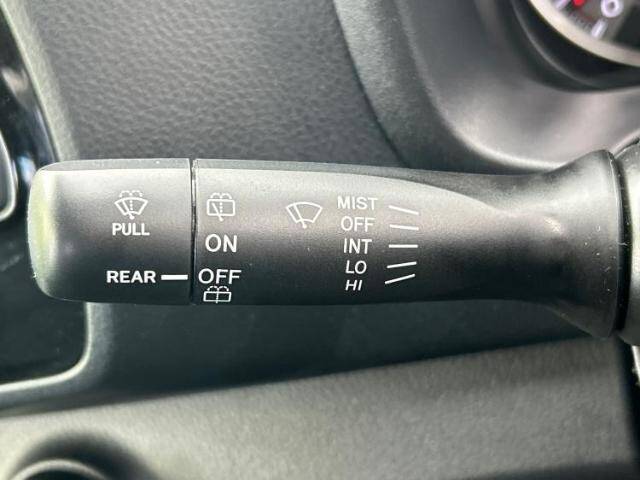 PULL
REAR
ON
OFF
MIST
OFF
INT
LO
HI